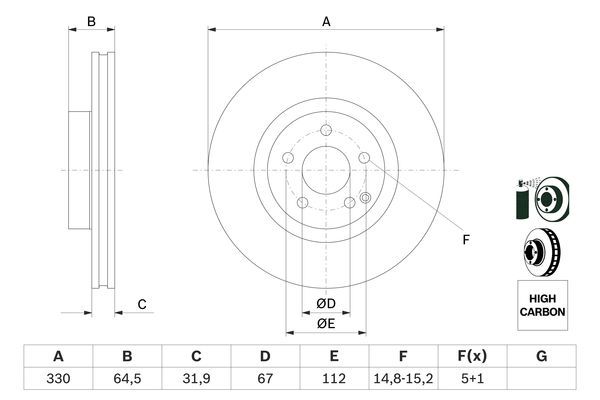 B
A
C
F
ØD
ØE
HIGH
CARBON
A B C D E F F(x) G
330 64,5 31,9 67 112 14,8-15,2 5+1